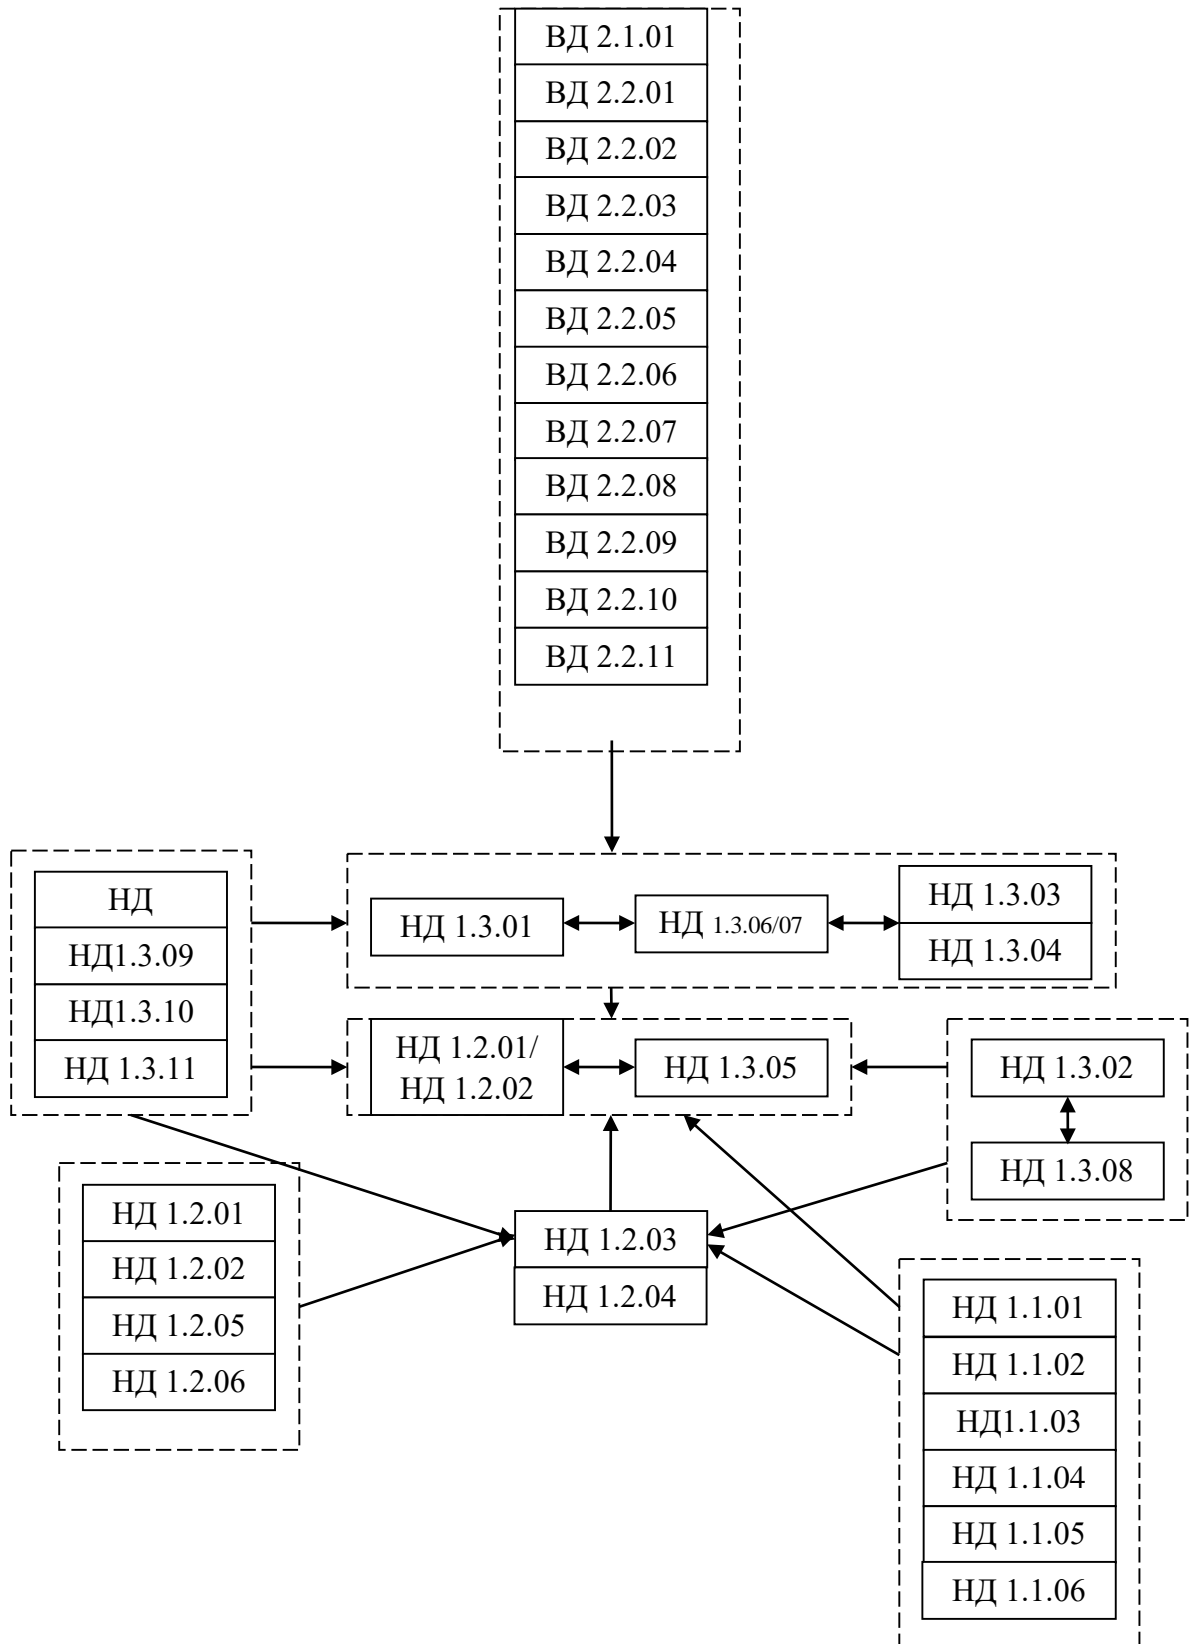 ВД 2.1.01
ВД 2.2.01
ВД 2.2.02
ВД 2.2.03
ВД 2.2.04
ВД 2.2.05
ВД 2.2.06
ВД 2.2.07
ВД 2.2.08
ВД 2.2.09
ВД 2.2.10
ВД 2.2.11
НД
НД1.3.09
НД1.3.10
НД 1.3.11
НД 1.3.01
НД 1.3.06/07
НД 1.3.03
НД 1.3.04
НД 1.2.01/
НД 1.2.02
НД 1.3.05
НД 1.3.02
НД 1.3.08
НД 1.2.01
НД 1.2.02
НД 1.2.05
НД 1.2.06
НД 1.2.03
НД 1.2.04
НД 1.1.01
НД 1.1.02
НД1.1.03
НД 1.1.04
НД 1.1.05
НД 1.1.06